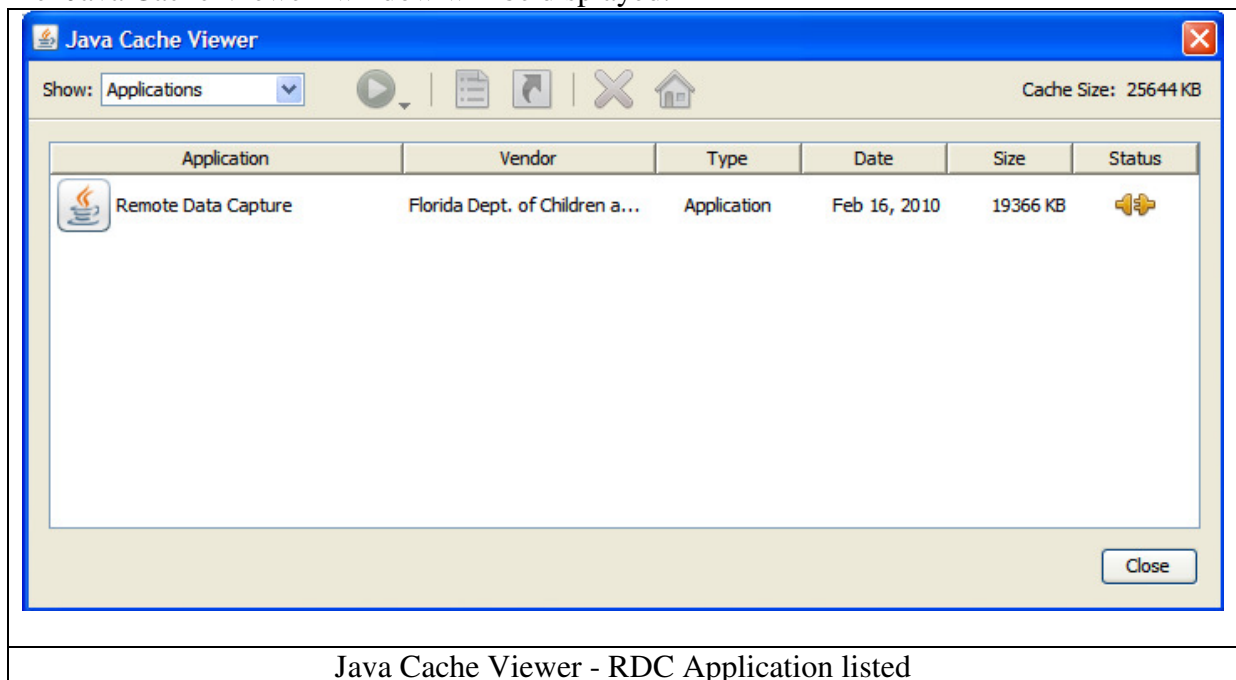 Java Cache Viewer
Show: Applications Cache Size: 25644 KB
Application Vendor Type Date Size Status
Remote Data Capture Florida Dept. of Children a... Application Feb 16, 2010 19366 KB
Close
Java Cache Viewer - RDC Application listed